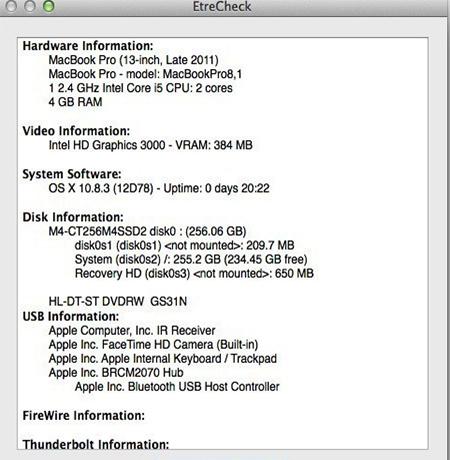 EtreCheck
Hardware Information:
MacBook Pro (13-inch, Late 2011)
MacBook Pro - model: MacBookPro8,1
1 2.4 GHz Intel Core i5 CPU: 2 cores
4 GB RAM
Video Information:
Intel HD Graphics 3000 - VRAM: 384 MB
System Software:
OS X 10.8.3 (12D78) - Uptime: 0 days 20:22
Disk Information:
M4-CT256M4SSD2 disk0 : (256.06 GB)
disk0s1 (disk0s1) <not mounted>: 209.7 MB
System (disk0s2) /: 255.2 GB (234.45 GB free)
Recovery HD (disk0s3) <not mounted>: 650 MB
HL-DT-ST DVDRW  GS31N
USB Information:
Apple Computer, Inc. IR Receiver
Apple Inc. FaceTime HD Camera (Built-in)
Apple Inc. Apple Internal Keyboard / Trackpad
Apple Inc. BRCM2070 Hub
Apple Inc. Bluetooth USB Host Controller
FireWire Information:
Thunderbolt Information: